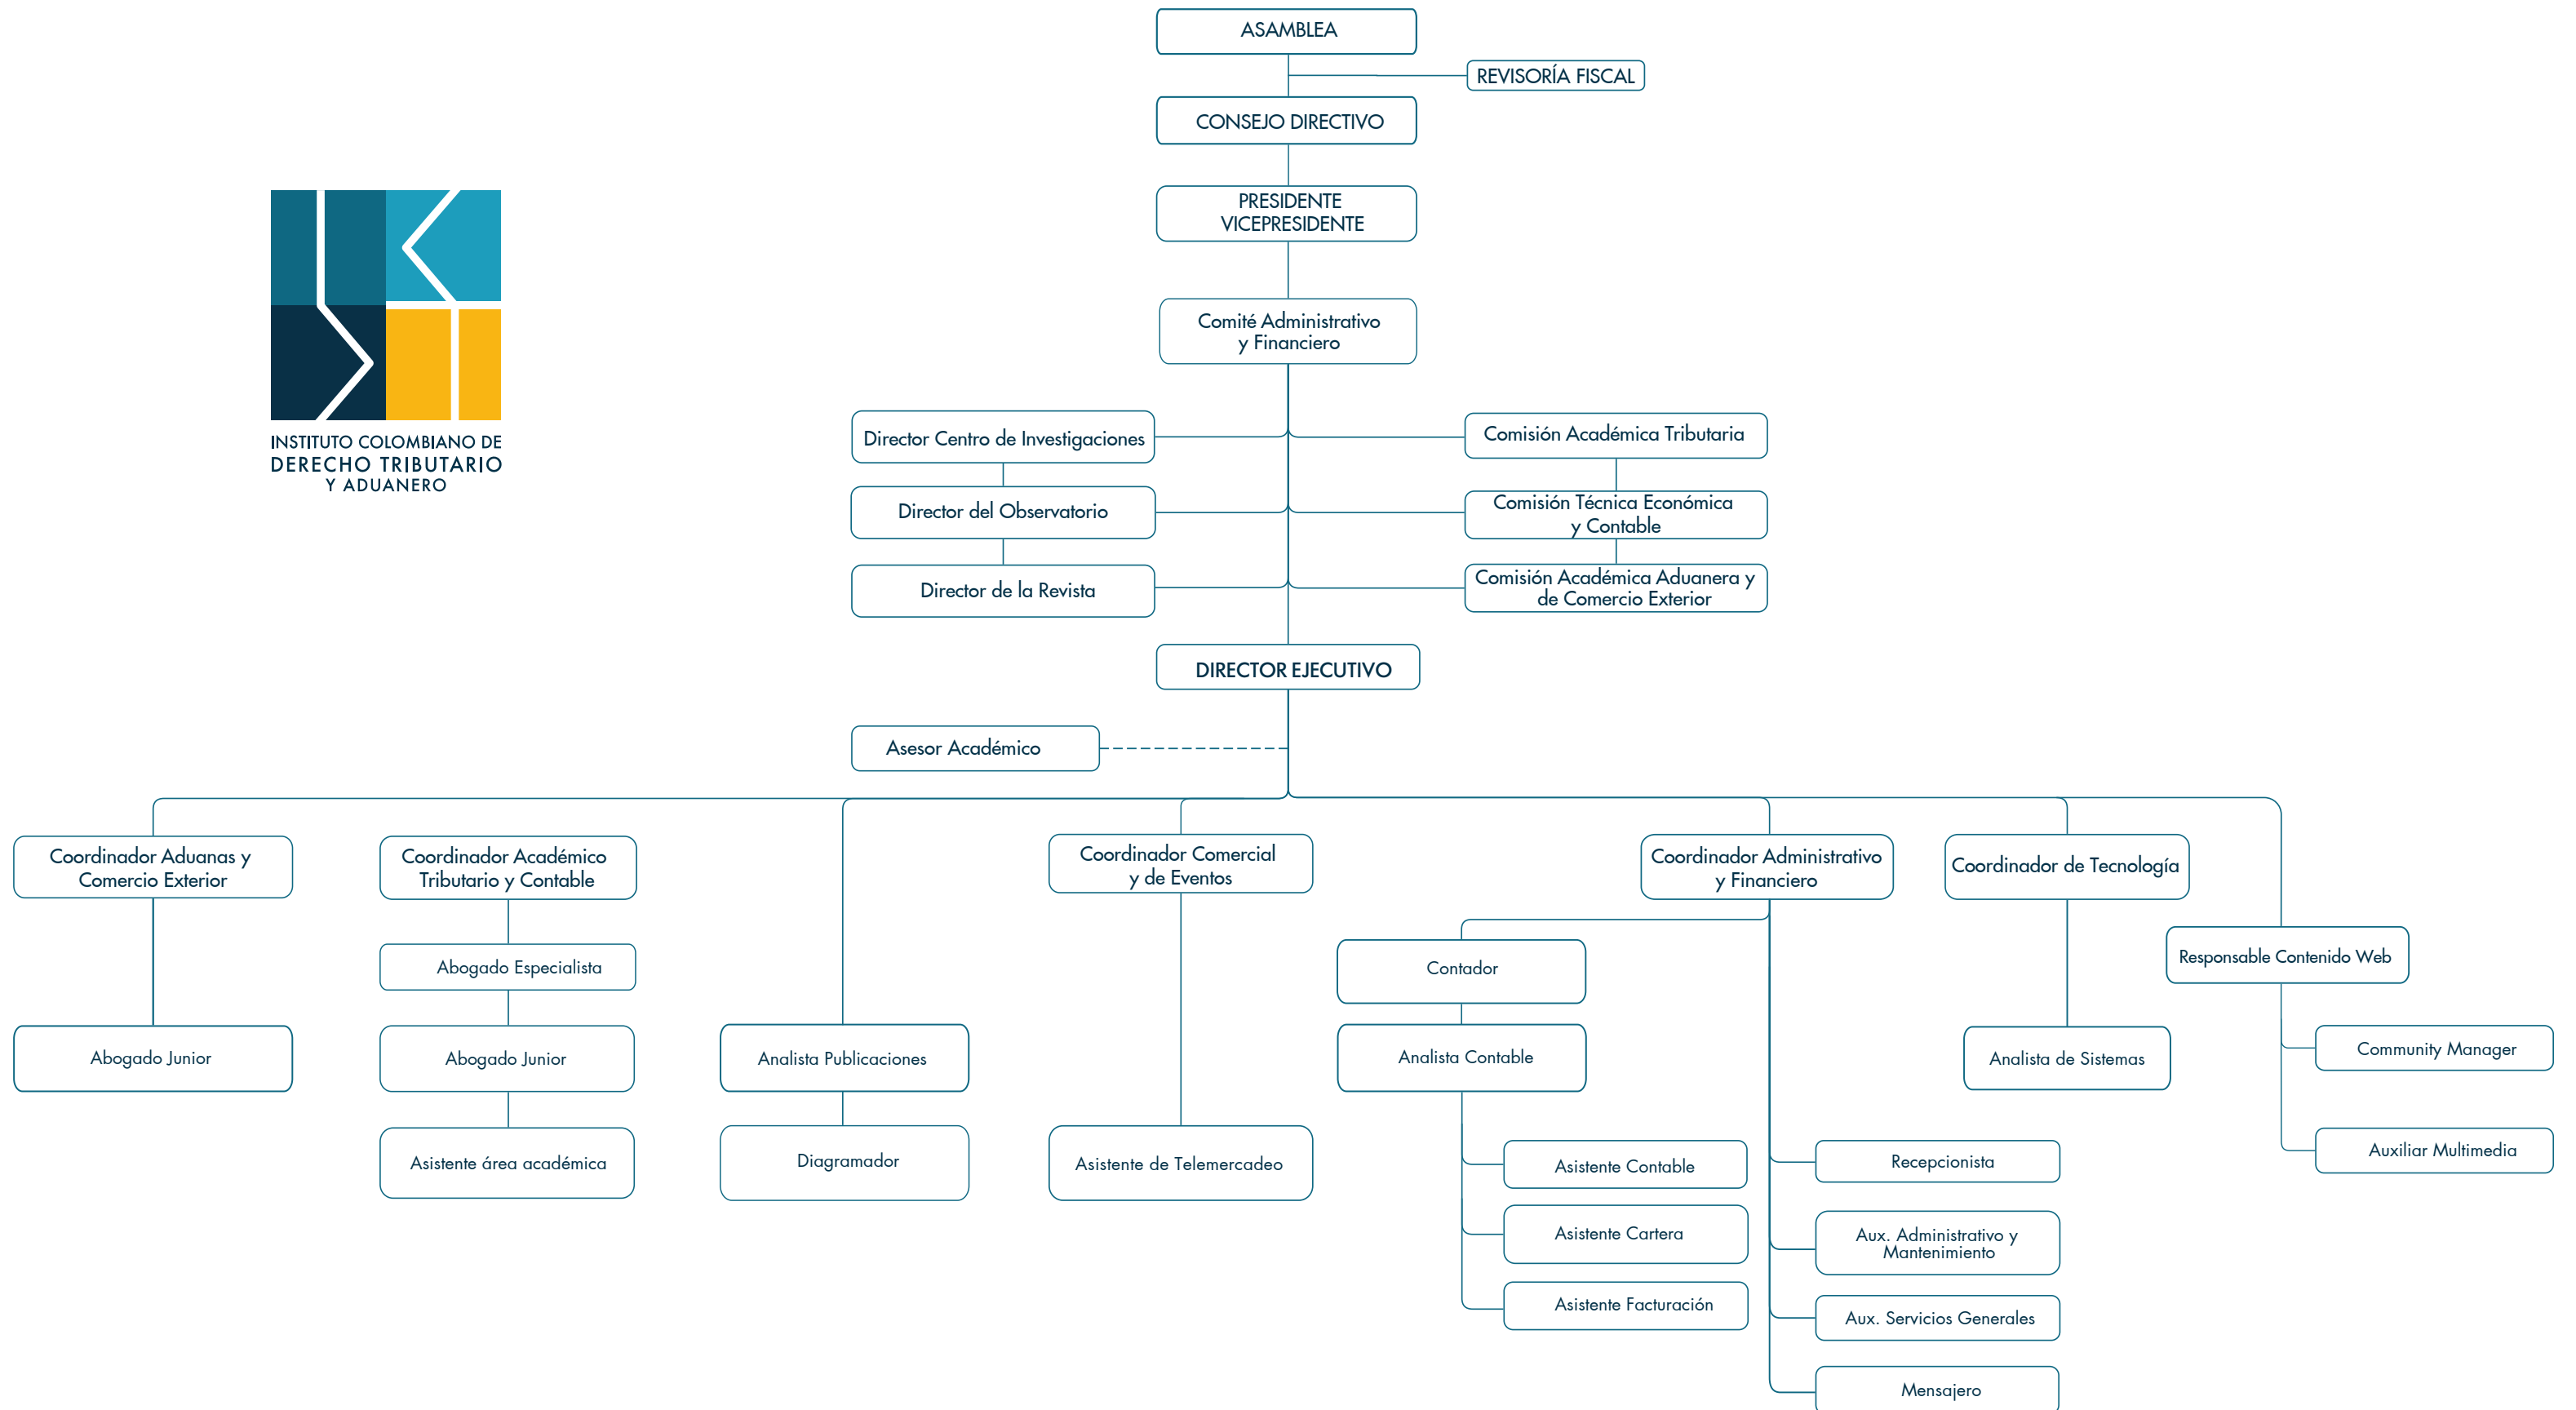 ASAMBLEA
REVISORÍA FISCAL
CONSEJO DIRECTIVO
PRESIDENTE
VICEPRESIDENTE
Comité Administrativo
y Financiero
INSTITUTO COLOMBIANO DE
DERECHO TRIBUTARIO
Y ADUANERO
Director Centro de Investigaciones
Comisión Académica Tributaria
Director del Observatorio
Comisión Técnica Económica
y Contable
Director de la Revista
Comisión Académica Aduanera y
de Comercio Exterior
DIRECTOR EJECUTIVO
Asesor Académico
Coordinador Aduanas y
Comercio Exterior
Coordinador Académico
Tributario y Contable
Coordinador Comercial
y de Eventos
Coordinador Administrativo
y Financiero
Coordinador de Tecnología
Responsable Contenido Web
Abogado Especialista
Contador
Abogado Junior
Abogado Junior
Analista Publicaciones
Analista Contable
Analista de Sistemas
Community Manager
Asistente área académica
Diagramador
Asistente de Telemercadeo
Asistente Contable
Recepcionista
Auxiliar Multimedia
Asistente Cartera
Aux. Administrativo y
Mantenimiento
Asistente Facturación
Aux. Servicios Generales
Mensajero